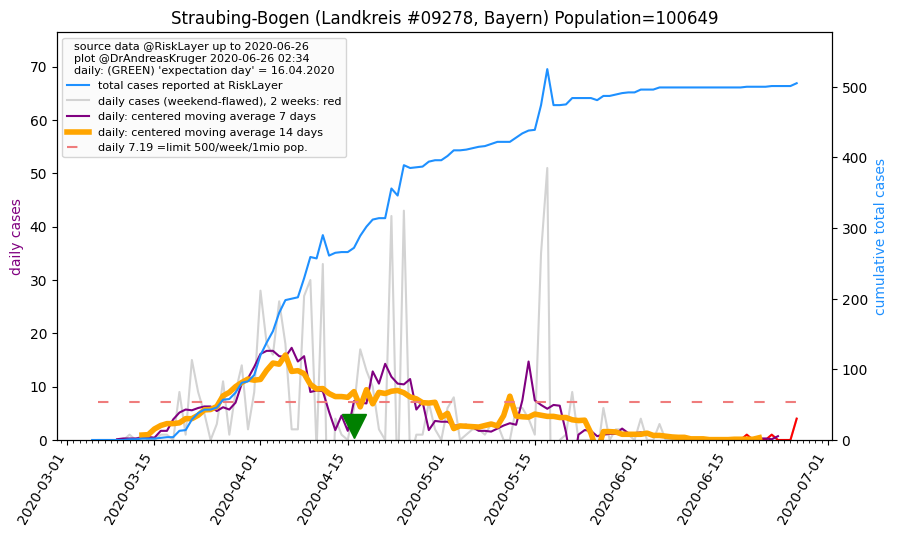 Straubing-Bogen (Landkreis #09278, Bayern) Population=100649
source data @RiskLayer up to 2020-06-26
plot @DrAndreasKruger 2020-06-26 02:34
daily: (GREEN) 'expectation day' = 16.04.2020
total cases reported at RiskLayer
daily cases (weekend-flawed), 2 weeks: red
daily: centered moving average 7 days
daily: centered moving average 14 days
daily 7.19 =limit 500/week/1mio pop.
daily cases
70
60
50
40
30
20
10
0
cumulative total cases
500
400
300
200
100
0
2020-03-01
2020-03-15
2020-04-01
2020-04-15
2020-05-01
2020-05-15
2020-06-01
2020-06-15
2020-07-01